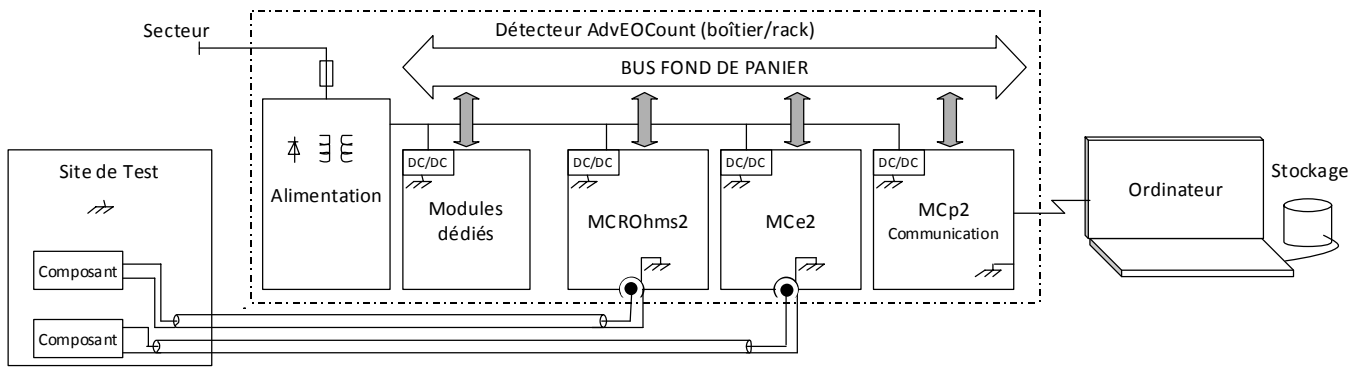 Secteur
Détecteur AdvEOCount (boîtier/rack)
BUS FOND DE PANIER
Site de Test
Alimentation
DC/DC
DC/DC
DC/DC
DC/DC
Modules
dédiés
MCROhms2
MCe2
MCp2
Communication
Ordinateur
Stockage
Composant
Composant